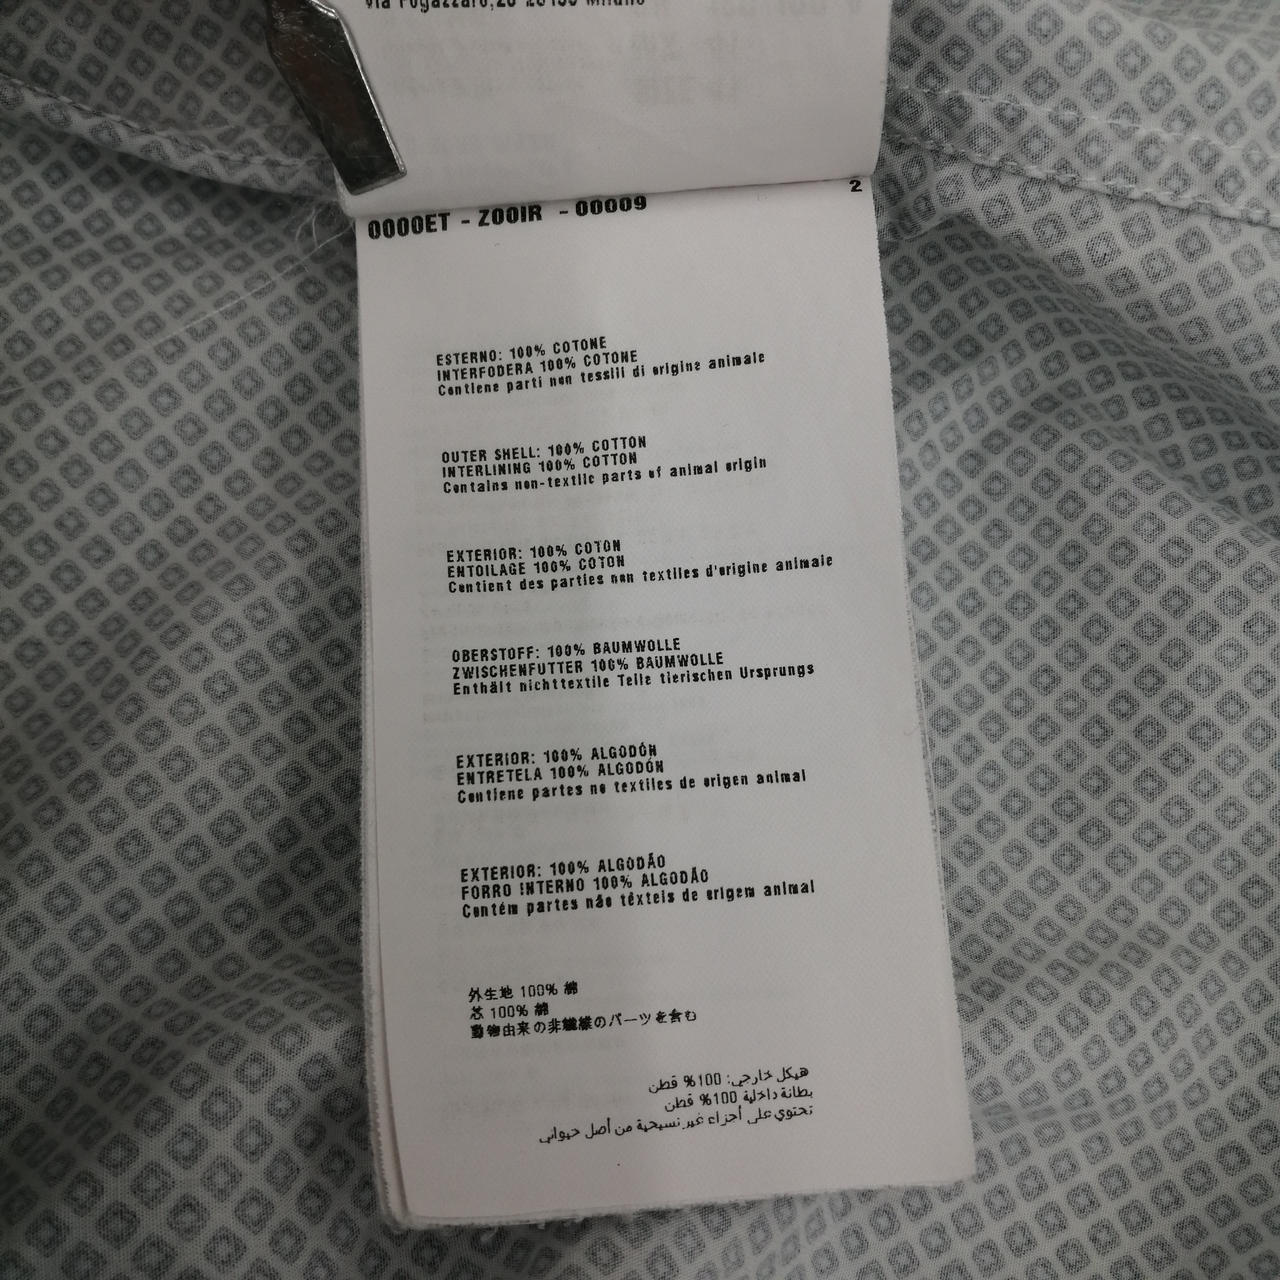 Via Fogazzaro,28 20135 Milano
2
0000ET - Z00IR - 00009
ESTERNO: 100% COTONE
INTERFODERA 100% COTONE
Contiene parti non tessili di origine animale
OUTER SHELL: 100% COTTON
INTERLINING 100% COTTON
Contains non-textile parts of animal origin
EXTERIOR: 100% COTON
ENTOILAGE 100% COTON
Contient des parties non textiles d'origine animale
OBERSTOFF: 100% BAUMWOLLE
ZWISCHENFUTTER 100% BAUMWOLLE
Enthält nichttextile Teile tierischen Ursprungs
EXTERIOR: 100% ALGODÓN
ENTRETELA 100% ALGODÓN
Contiene partes no textiles de origen animal
EXTERIOR: 100% ALGODÃO
FORRO INTERNO 100% ALGODÃO
Contém partes não têxteis de origem animal
外生地 100% 綿
芯 100% 綿
動物由来の非繊維のパーツを含む
هيكل خارجي: 100% قطن
بطانة داخلية 100% قطن
تحتوي على أجزاء غير نسيجية من أصل حيواني